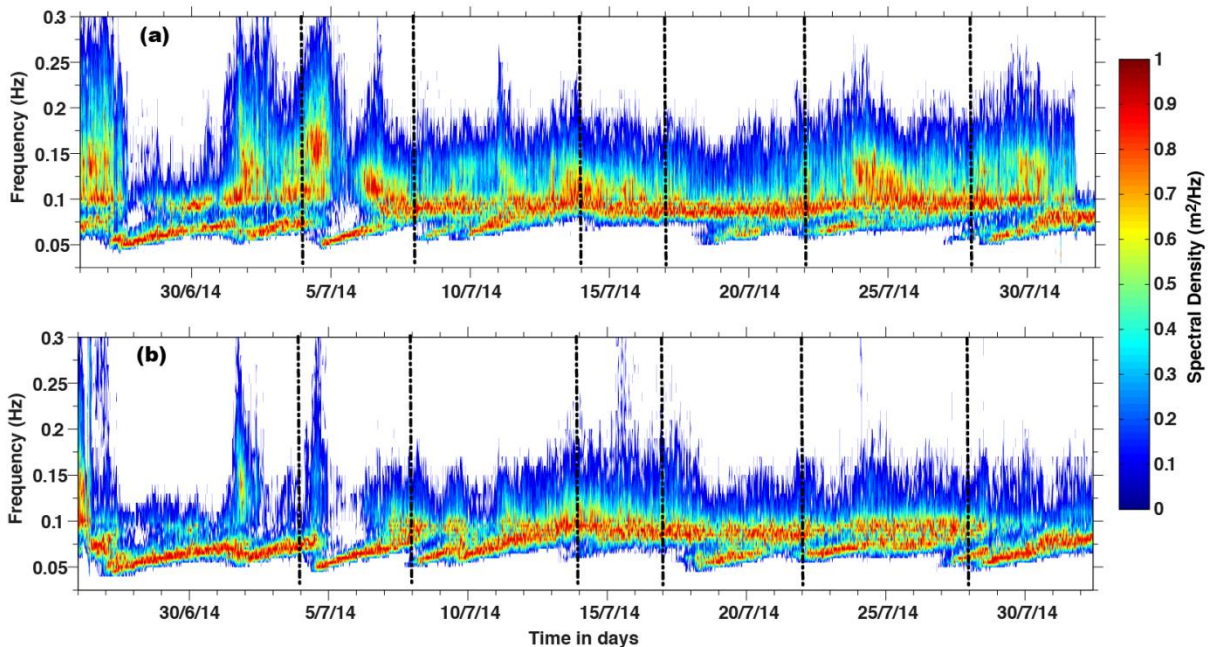 (a)
Frequency (Hz)
0.3
0.25
0.2
0.15
0.1
0.05
30/6/14 5/7/14 10/7/14 15/7/14 20/7/14 25/7/14 30/7/14
(b)
Frequency (Hz)
0.3
0.25
0.2
0.15
0.1
0.05
30/6/14 5/7/14 10/7/14 15/7/14 20/7/14 25/7/14 30/7/14
Time in days
1
0.9
0.8
0.7
0.6
0.5
0.4
0.3
0.2
0.1
0
Spectral Density (m²/Hz)